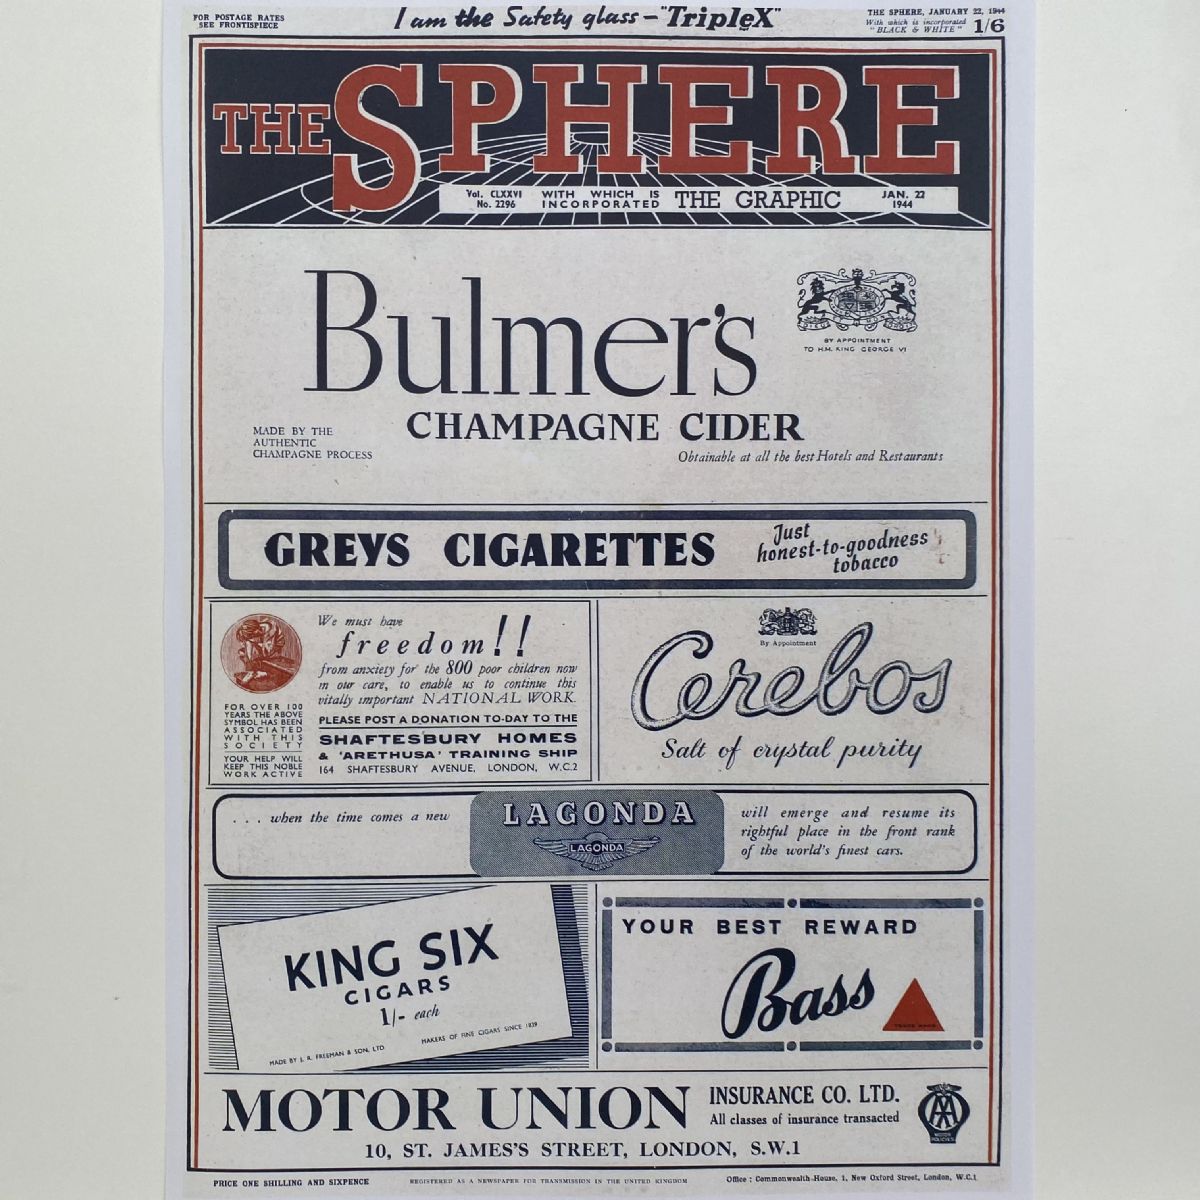 FOR POSTAGE RATES
SEE FRONTISPIECE
I am the Safety glass—"TripleX"
THE SPHERE, JANUARY 22, 1944
With which is incorporated
"BLACK & WHITE"
1/6
THE SPHERE
Vol. CLXXVI
No. 2296
WITH WHICH IS
INCORPORATED
THE GRAPHIC
JAN. 22
1944
Bulmer's
BY APPOINTMENT
TO H.M. KING GEORGE VI
CHAMPAGNE CIDER
MADE BY THE
AUTHENTIC
CHAMPAGNE PROCESS
Obtainable at all the best Hotels and Restaurants
GREYS CIGARETTES
Just
honest-to-goodness
tobacco
FOR OVER 100
YEARS THE ABOVE
SYMBOL HAS BEEN
ASSOCIATED
WITH THIS
SOCIETY
YOUR HELP WILL
KEEP THIS NOBLE
WORK ACTIVE
We must have
freedom!!
from anxiety for the 800 poor children now
in our care, to enable us to continue this
vitally important NATIONAL WORK
PLEASE POST A DONATION TO-DAY TO THE
SHAFTESBURY HOMES
& 'ARETHUSA' TRAINING SHIP
164 SHAFTESBURY AVENUE, LONDON, W.C.2
By Appointment
Cerebos
Salt of crystal purity
... when the time comes a new
LAGONDA
LAGONDA
will emerge and resume its
rightful place in the front rank
of the world's finest cars.
KING SIX
CIGARS
1/- each
MADE BY J. R. FREEMAN & SON, LTD.
MAKERS OF FINE CIGARS SINCE 1839
YOUR BEST REWARD
Bass
TRADE MARK
MOTOR UNION
INSURANCE CO. LTD.
All classes of insurance transacted
AA
MOTOR
POLICIES
10, ST. JAMES'S STREET, LONDON, S.W.1
PRICE ONE SHILLING AND SIXPENCE
REGISTERED AS A NEWSPAPER FOR TRANSMISSION IN THE UNITED KINGDOM
Office : Commonwealth House, 1, New Oxford Street, London, W.C.1